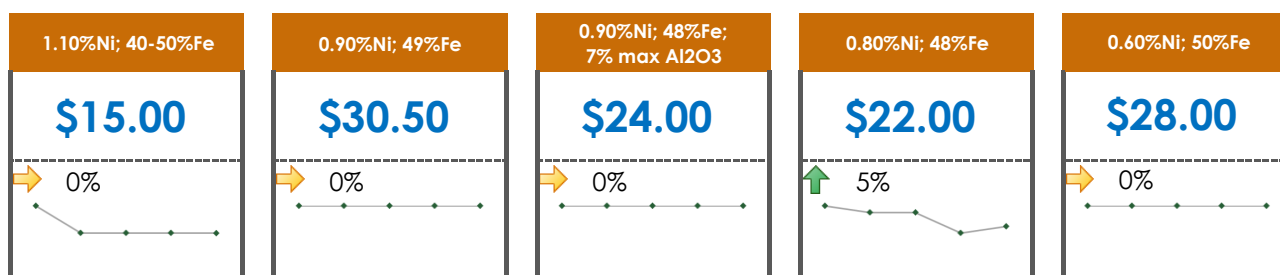 1.10%Ni; 40-50%Fe
$15.00
0%
0.90%Ni; 49%Fe
$30.50
0%
0.90%Ni; 48%Fe;
7% max Al2O3
$24.00
0%
0.80%Ni; 48%Fe
$22.00
5%
0.60%Ni; 50%Fe
$28.00
0%